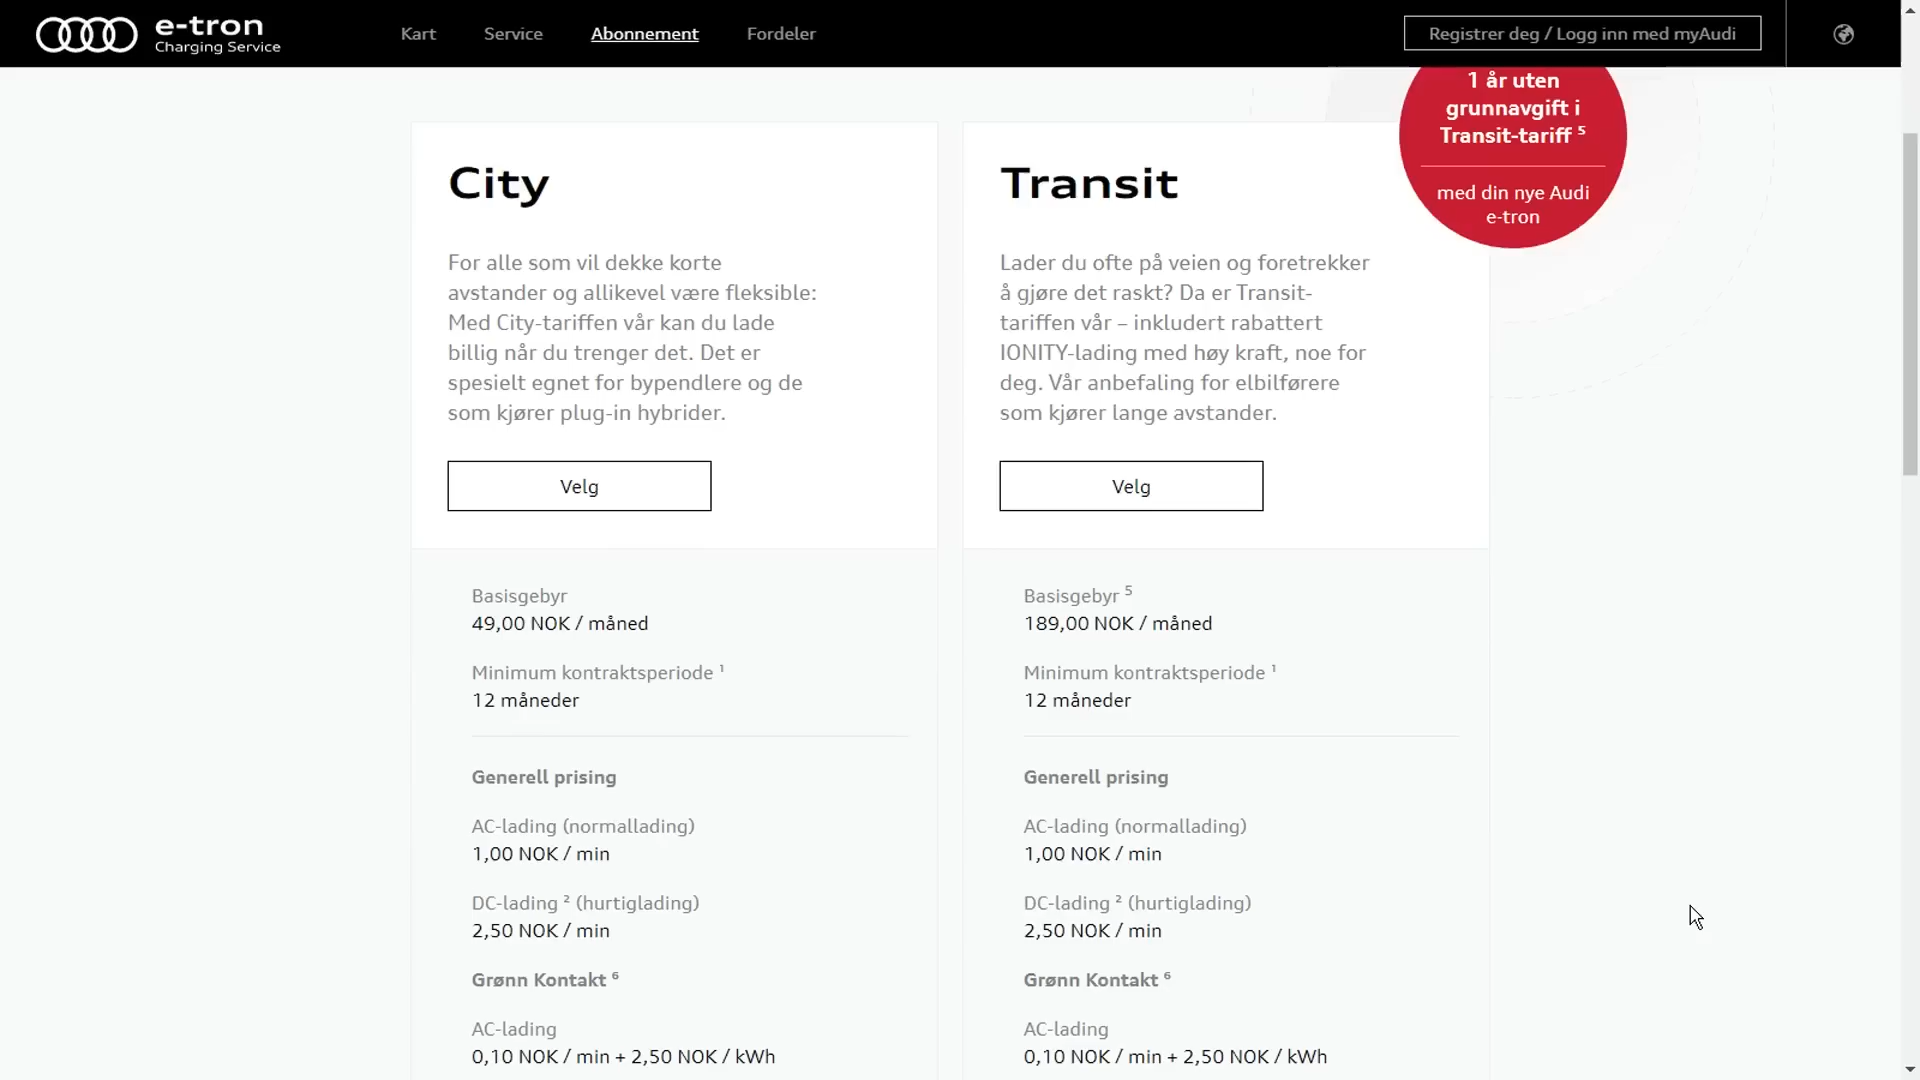 e-tron
Charging Service
Kart
Service
Abonnement
Fordeler
Registrer deg / Logg inn med myAudi
1 år uten
grunnavgift i
Transit-tariff ⁵
med din nye Audi
e-tron
City
For alle som vil dekke korte
avstander og allikevel være fleksible:
Med City-tariffen vår kan du lade
billig når du trenger det. Det er
spesielt egnet for bypendlere og de
som kjører plug-in hybrider.
Velg
Basisgebyr
49,00 NOK / måned
Minimum kontraktsperiode ¹
12 måneder
Generell prising
AC-lading (normallading)
1,00 NOK / min
DC-lading ² (hurtiglading)
2,50 NOK / min
Grønn Kontakt ⁶
AC-lading
0,10 NOK / min + 2,50 NOK / kWh
Transit
Lader du ofte på veien og foretrekker
å gjøre det raskt? Da er Transit-
tariffen vår – inkludert rabattert
IONITY-lading med høy kraft, noe for
deg. Vår anbefaling for elbilførere
som kjører lange avstander.
Velg
Basisgebyr ⁵
189,00 NOK / måned
Minimum kontraktsperiode ¹
12 måneder
Generell prising
AC-lading (normallading)
1,00 NOK / min
DC-lading ² (hurtiglading)
2,50 NOK / min
Grønn Kontakt ⁶
AC-lading
0,10 NOK / min + 2,50 NOK / kWh